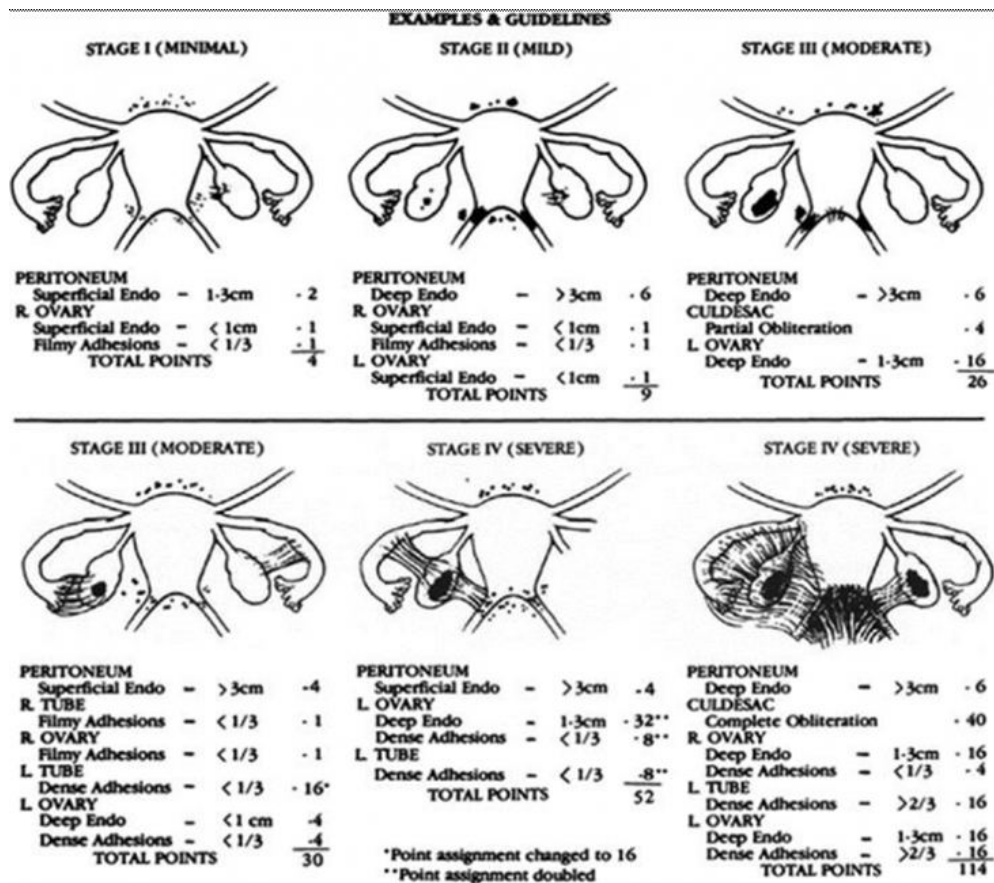 EXAMPLES & GUIDELINES
STAGE I (MINIMAL)
PERITONEUM
Superficial Endo – 1-3cm - 2
R. OVARY
Superficial Endo – < 1cm - 1
Filmy Adhesions – < 1/3 - 1
TOTAL POINTS 4
STAGE II (MILD)
PERITONEUM
Deep Endo – > 3cm - 6
R. OVARY
Superficial Endo – < 1cm - 1
Filmy Adhesions – < 1/3 - 1
L. OVARY
Superficial Endo – < 1cm - 1
TOTAL POINTS 9
STAGE III (MODERATE)
PERITONEUM
Deep Endo – >3cm - 6
CULDESAC
Partial Obliteration - 4
L. OVARY
Deep Endo – 1-3cm - 16
TOTAL POINTS 26
STAGE III (MODERATE)
PERITONEUM
Superficial Endo – >3cm -4
R. TUBE
Filmy Adhesions – < 1/3 - 1
R. OVARY
Filmy Adhesions – < 1/3 - 1
L. TUBE
Dense Adhesions – < 1/3 - 16*
L. OVARY
Deep Endo – <1 cm -4
Dense Adhesions – < 1/3 -4
TOTAL POINTS 30
STAGE IV (SEVERE)
PERITONEUM
Superficial Endo – >3cm -4
L. OVARY
Deep Endo – 1-3cm - 32**
Dense Adhesions – < 1/3 -8**
L. TUBE
Dense Adhesions – < 1/3 -8**
TOTAL POINTS 52
*Point assignment changed to 16
**Point assignment doubled
STAGE IV (SEVERE)
PERITONEUM
Deep Endo – >3cm - 6
CULDESAC
Complete Obliteration - 40
R. OVARY
Deep Endo – 1-3cm - 16
Dense Adhesions – <1/3 - 4
L. TUBE
Dense Adhesions – >2/3 - 16
L. OVARY
Deep Endo – 1-3cm - 16
Dense Adhesions – >2/3 - 16
TOTAL POINTS 114